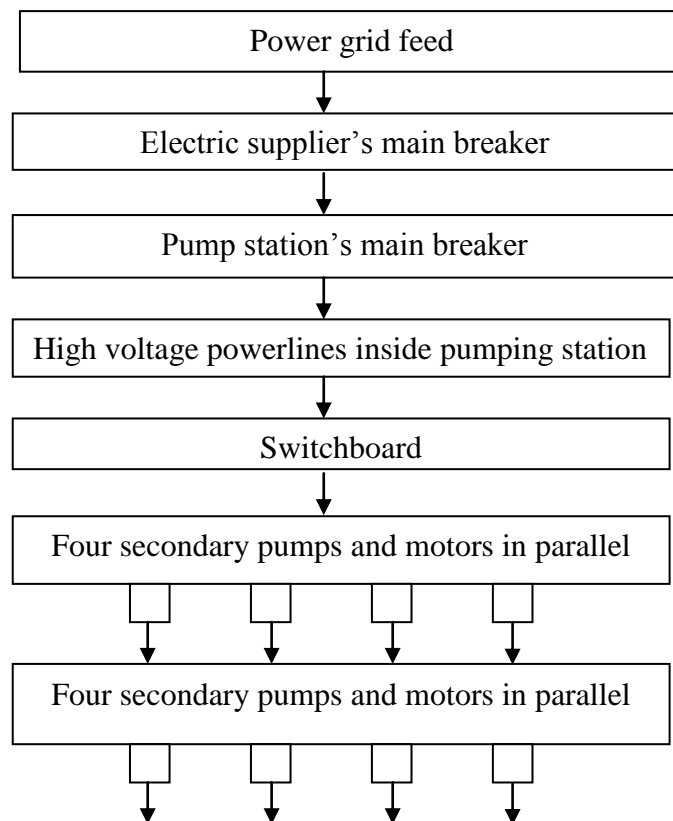 Power grid feed
Electric supplier’s main breaker
Pump station’s main breaker
High voltage powerlines inside pumping station
Switchboard
Four secondary pumps and motors in parallel
Four secondary pumps and motors in parallel